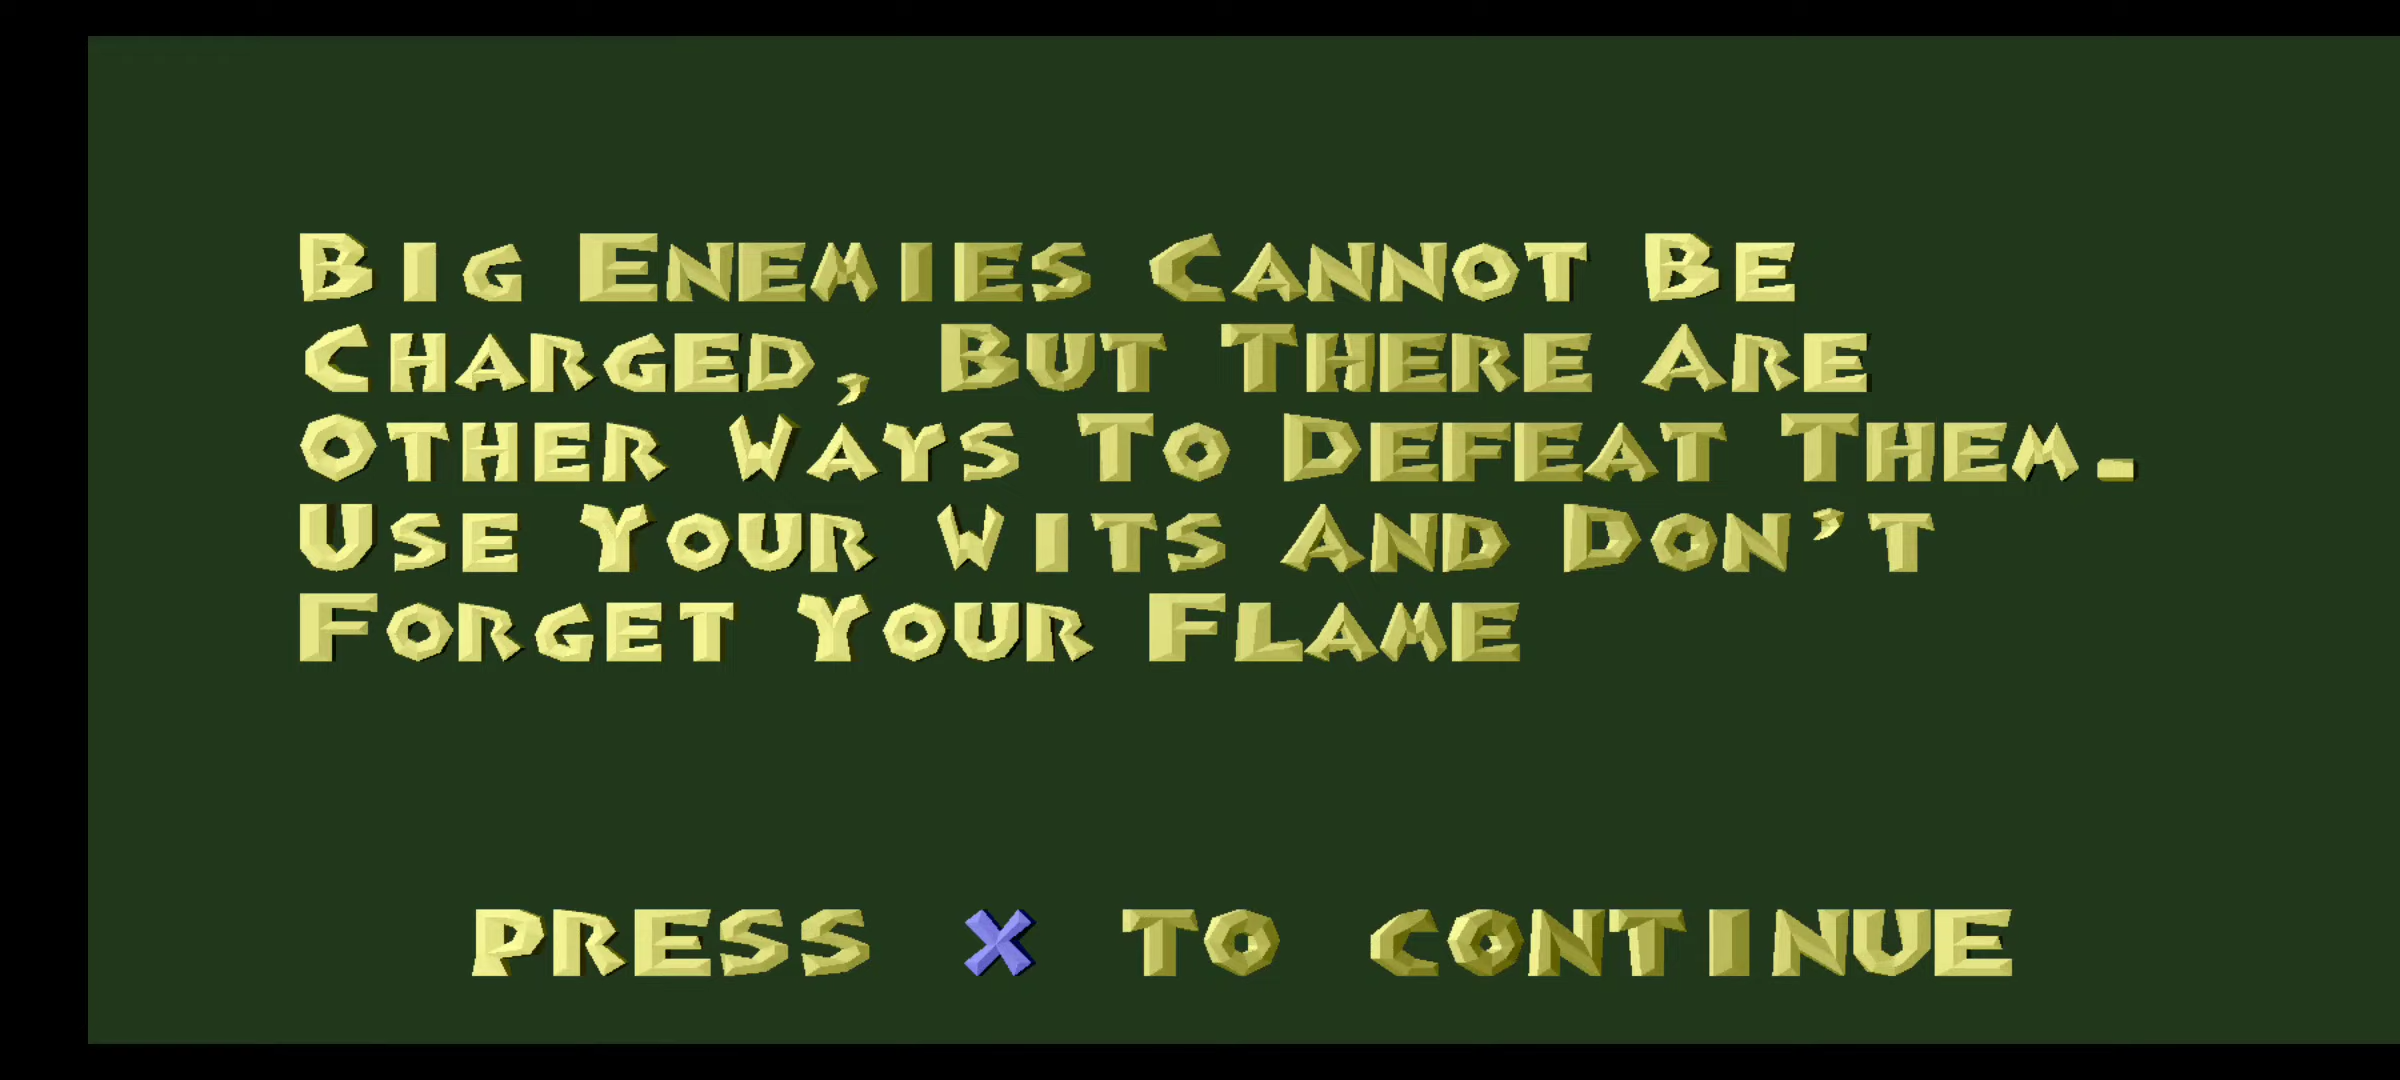 Big Enemies Cannot Be
Charged, But There Are
Other Ways To Defeat Them.
Use Your Wits And Don't
Forget Your Flame
PRESS X TO CONTINUE